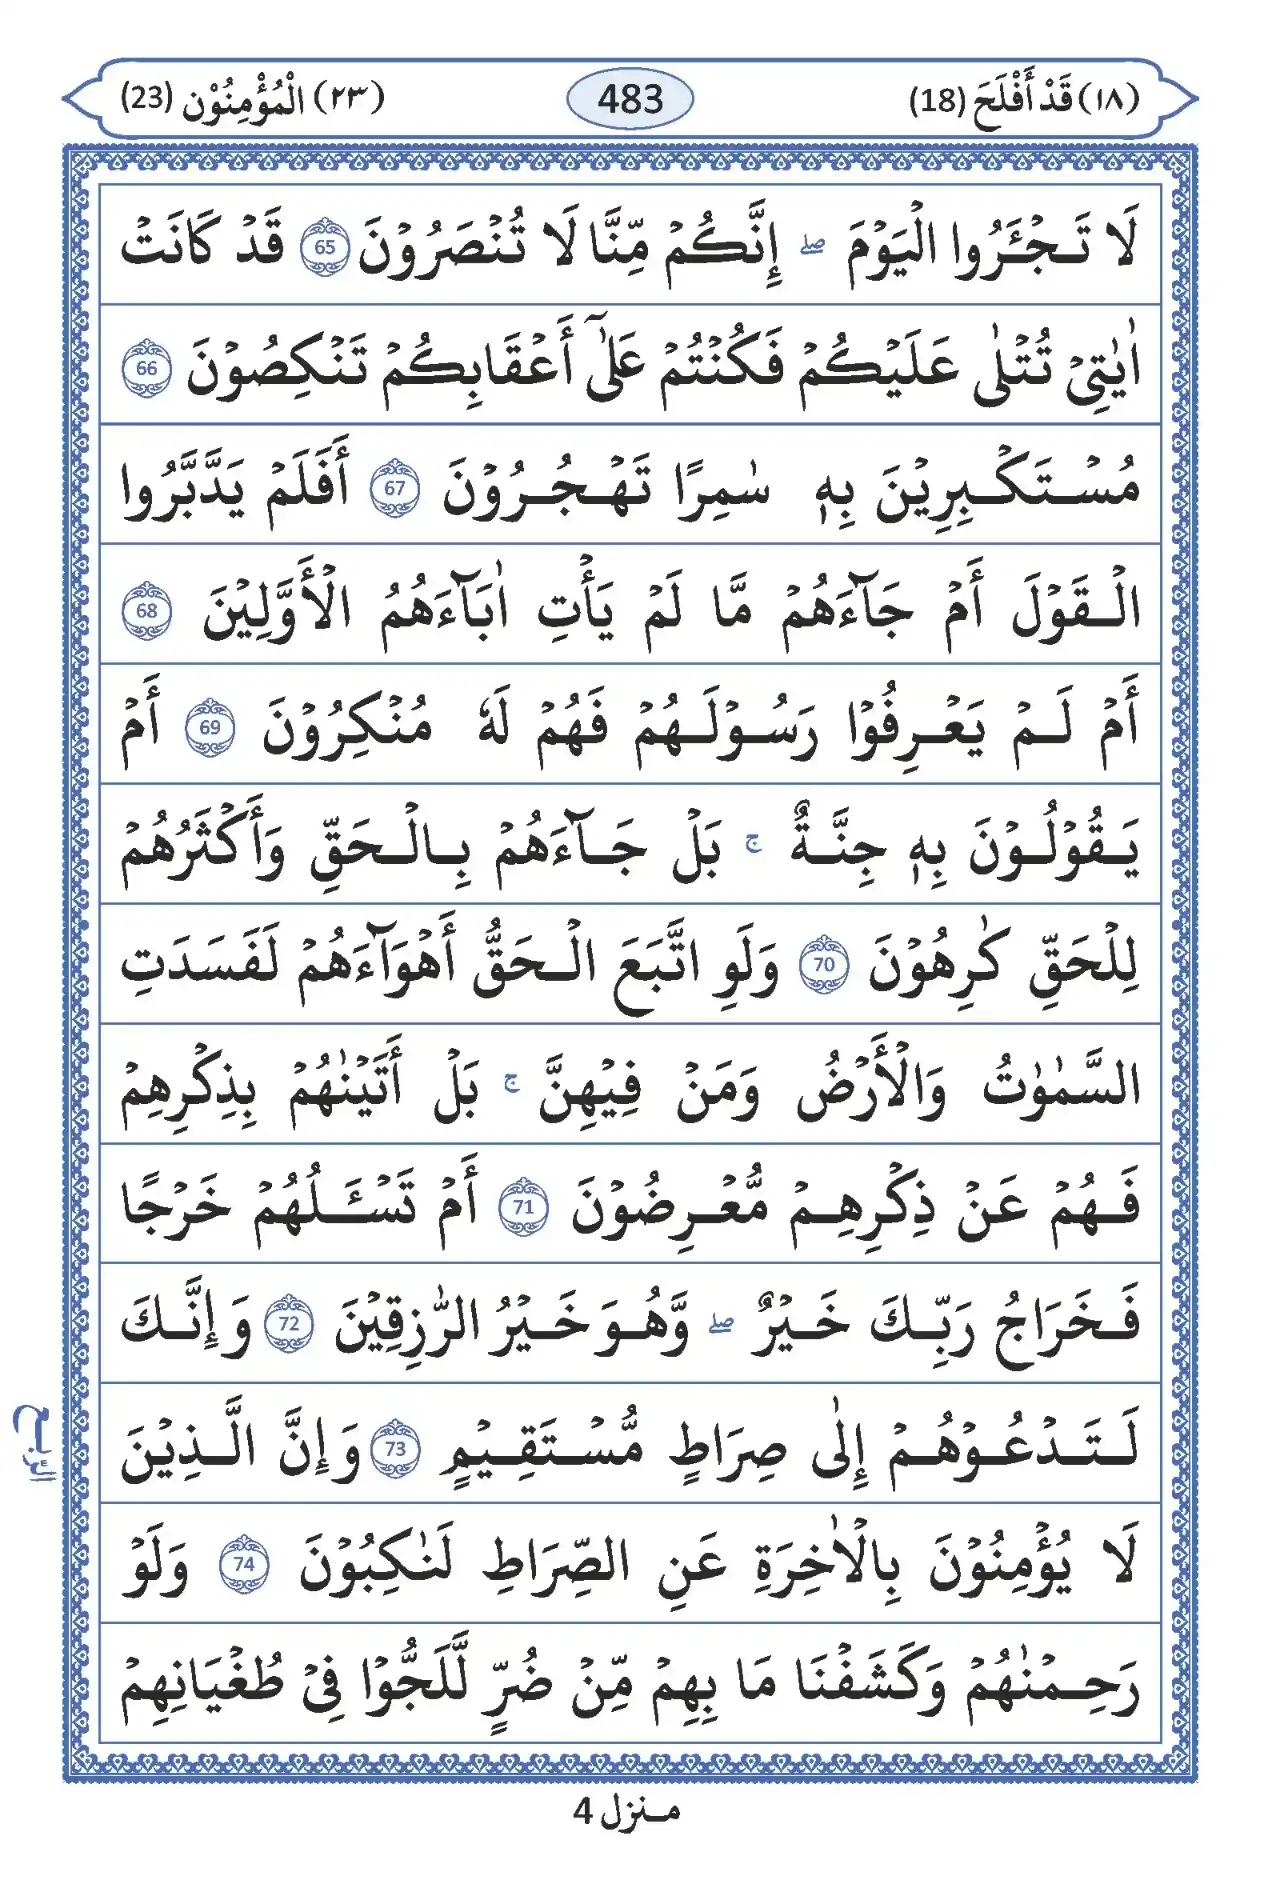 (١٨) قَدْ أَفْلَحَ (18) 483 (٢٣) الْمُؤْمِنُوْن (23)
لَا تَجْـَٔرُوا الْيَوْمَ ۖ إِنَّكُمْ مِّنَّا لَا تُنْصَرُوْنَ 65 قَدْ كَانَتْ
اٰيٰتِيْ تُتْلٰى عَلَيْكُمْ فَكُنْتُمْ عَلٰٓى أَعْقَابِكُمْ تَنْكِصُوْنَ 66
مُسْتَكْبِرِيْنَ بِهٖ سٰمِرًا تَهْجُرُوْنَ 67 أَفَلَمْ يَدَّبَّرُوا
الْقَوْلَ أَمْ جَآءَهُمْ مَّا لَمْ يَأْتِ اٰبَآءَهُمُ الْأَوَّلِيْنَ 68
أَمْ لَمْ يَعْرِفُوْا رَسُوْلَهُمْ فَهُمْ لَهٗ مُنْكِرُوْنَ 69 أَمْ
يَقُوْلُوْنَ بِهٖ جِنَّةٌ ۚ بَلْ جَآءَهُمْ بِالْحَقِّ وَأَكْثَرُهُمْ
لِلْحَقِّ كٰرِهُوْنَ 70 وَلَوِ اتَّبَعَ الْحَقُّ أَهْوَآءَهُمْ لَفَسَدَتِ
السَّمٰوٰتُ وَالْأَرْضُ وَمَنْ فِيْهِنَّ ۚ بَلْ أَتَيْنٰهُمْ بِذِكْرِهِمْ
فَهُمْ عَنْ ذِكْرِهِمْ مُّعْرِضُوْنَ 71 أَمْ تَسْـَٔلُهُمْ خَرْجًا
فَخَرَاجُ رَبِّكَ خَيْرٌ ۖ وَّهُوَ خَيْرُ الرّٰزِقِيْنَ 72 وَإِنَّكَ
لَتَدْعُوْهُمْ إِلٰى صِرَاطٍ مُّسْتَقِيْمٍ 73 وَإِنَّ الَّذِيْنَ
الربع
لَا يُؤْمِنُوْنَ بِالْاٰخِرَةِ عَنِ الصِّرَاطِ لَنٰكِبُوْنَ 74 وَلَوْ
رَحِمْنٰهُمْ وَكَشَفْنَا مَا بِهِمْ مِّنْ ضُرٍّ لَّلَجُّوْا فِيْ طُغْيَانِهِمْ
منزل 4